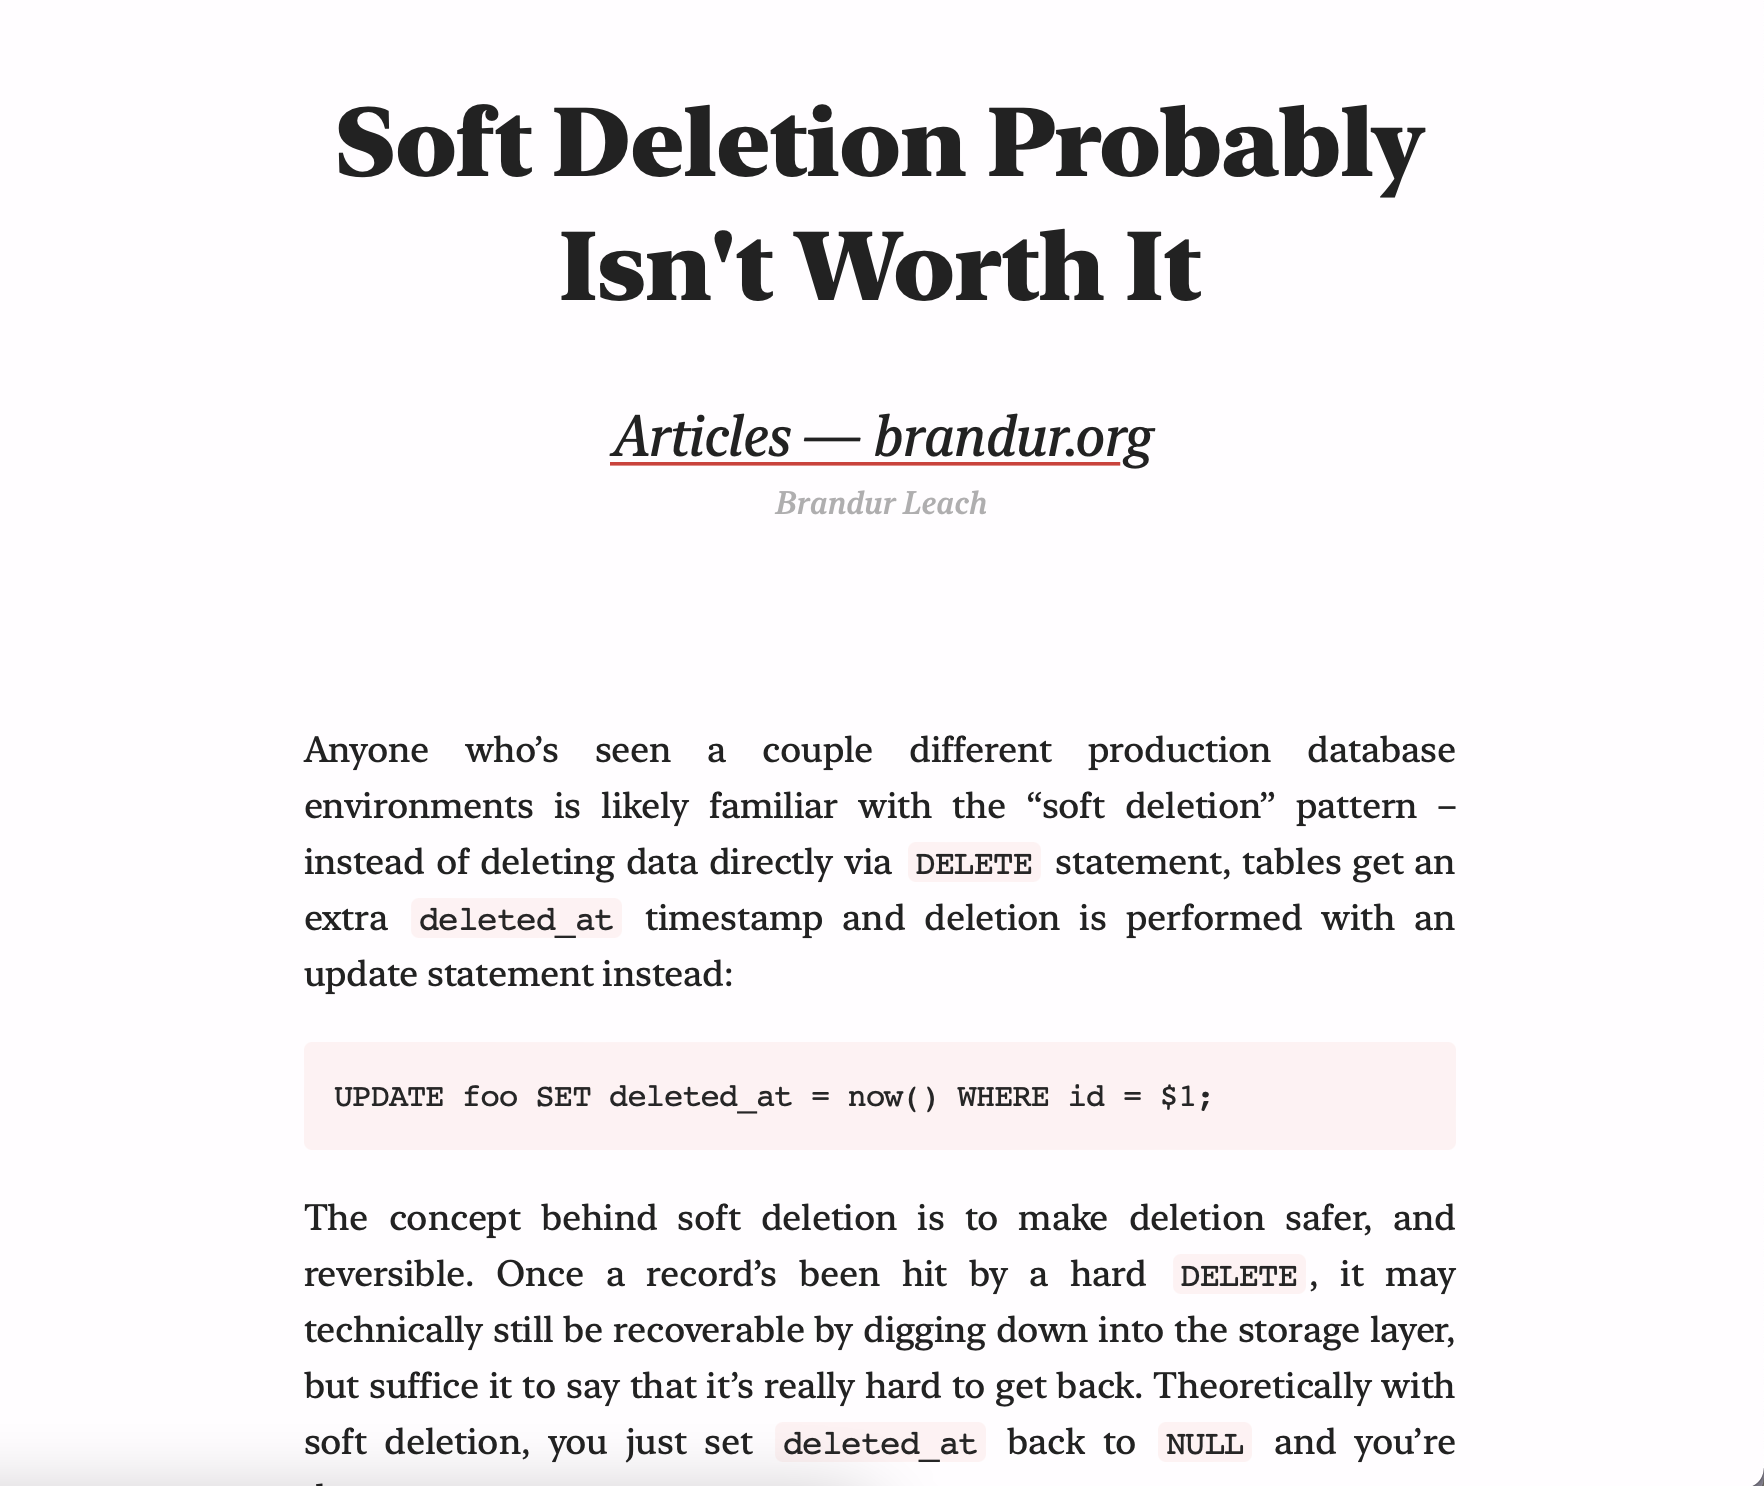 Soft Deletion Probably
Isn't Worth It
Articles — brandur.org
Brandur Leach
Anyone who’s seen a couple different production database
environments is likely familiar with the “soft deletion” pattern –
instead of deleting data directly via DELETE statement, tables get an
extra deleted_at timestamp and deletion is performed with an
update statement instead:
UPDATE foo SET deleted_at = now() WHERE id = $1;
The concept behind soft deletion is to make deletion safer, and
reversible. Once a record’s been hit by a hard DELETE, it may
technically still be recoverable by digging down into the storage layer,
but suffice it to say that it’s really hard to get back. Theoretically with
soft deletion, you just set deleted_at back to NULL and you’re